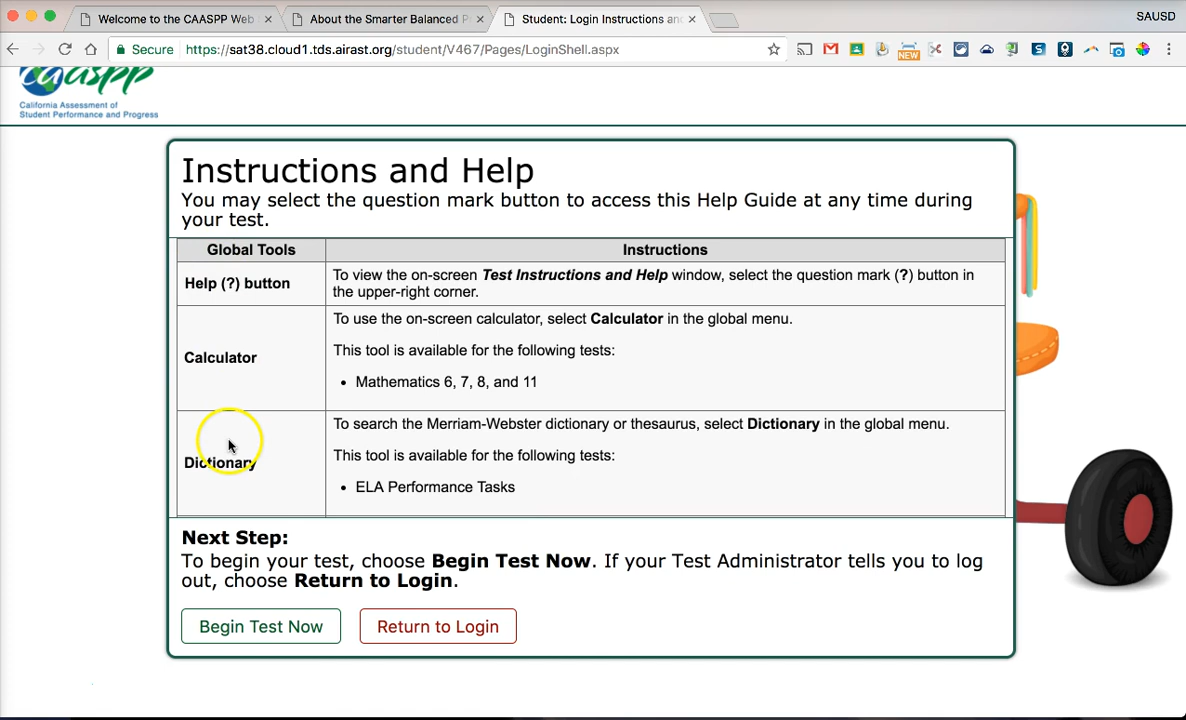 Welcome to the CAASPP Web
About the Smarter Balanced P
Student: Login Instructions and
SAUSD
Secure
https://sat38.cloud1.tds.airast.org/student/V467/Pages/LoginShell.aspx
NEW
caaspp
California Assessment of
Student Performance and Progress
Instructions and Help
You may select the question mark button to access this Help Guide at any time during
your test.
Global Tools
Instructions
Help (?) button
To view the on-screen Test Instructions and Help window, select the question mark (?) button in
the upper-right corner.
Calculator
To use the on-screen calculator, select Calculator in the global menu.
This tool is available for the following tests:
• Mathematics 6, 7, 8, and 11
Dictionary
To search the Merriam-Webster dictionary or thesaurus, select Dictionary in the global menu.
This tool is available for the following tests:
• ELA Performance Tasks
Next Step:
To begin your test, choose Begin Test Now. If your Test Administrator tells you to log
out, choose Return to Login.
Begin Test Now
Return to Login